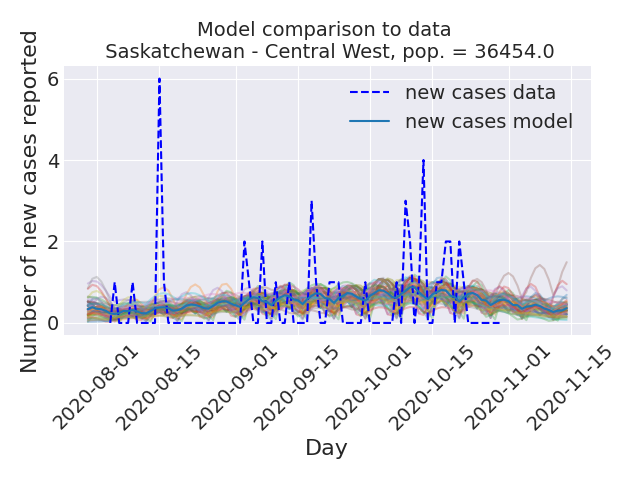 Model comparison to data
Saskatchewan - Central West, pop. = 36454.0
Number of new cases reported
6
4
2
0
new cases data
new cases model
2020-08-01
2020-08-15
2020-09-01
2020-09-15
2020-10-01
2020-10-15
2020-11-01
2020-11-15
Day